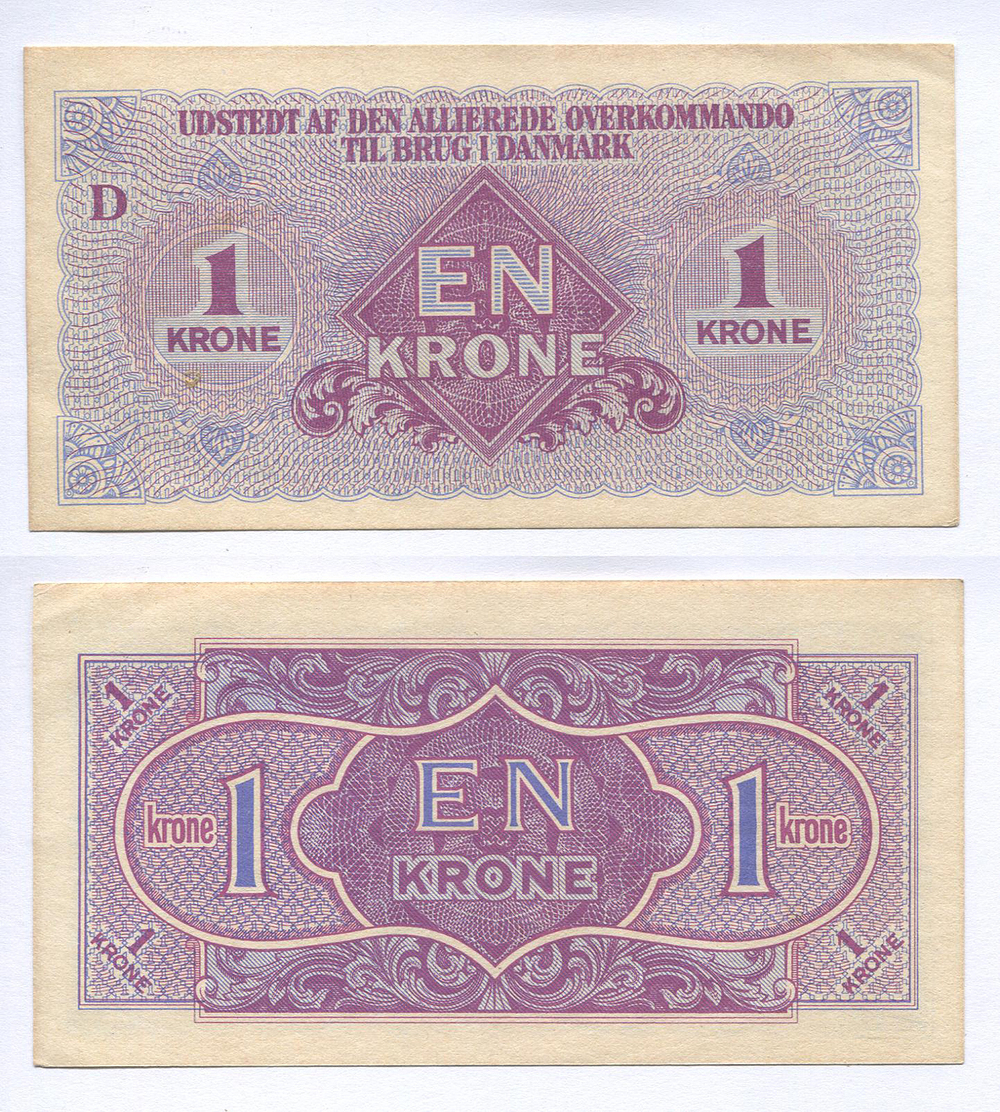 UDSTEDT AF DEN ALLIEREDE OVERKOMMANDO
TIL BRUG I DANMARK
D
1
KRONE
EN
KRONE
1
KRONE
1
KRONE
1
KRONE
krone
1
EN
KRONE
1
krone
1
KRONE
1
KRONE